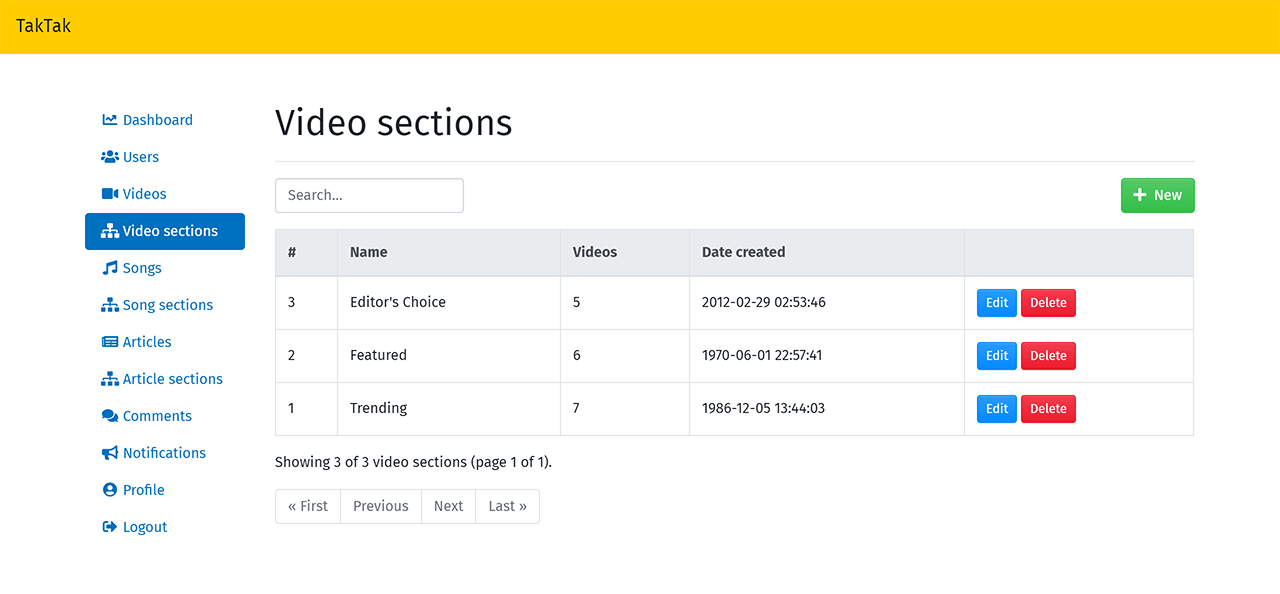 TakTak
Dashboard
Users
Videos
Video sections
Songs
Song sections
Articles
Article sections
Comments
Notifications
Profile
Logout
Video sections
Search...
New
# Name Videos Date created
3 Editor's Choice 5 2012-02-29 02:53:46 Edit Delete
2 Featured 6 1970-06-01 22:57:41 Edit Delete
1 Trending 7 1986-12-05 13:44:03 Edit Delete
Showing 3 of 3 video sections (page 1 of 1).
« First Previous Next Last »